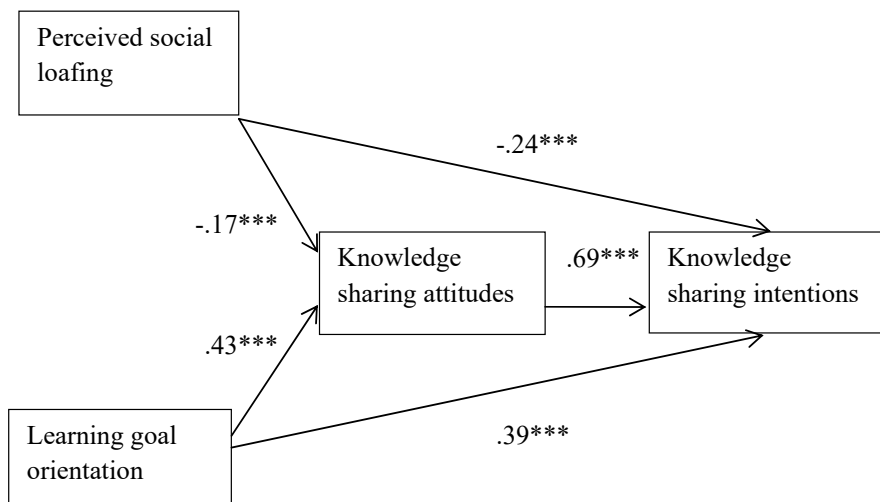 Perceived social
loafing
-.24***
-.17***
Knowledge
sharing attitudes
.69***
Knowledge
sharing intentions
.43***
Learning goal
orientation
.39***